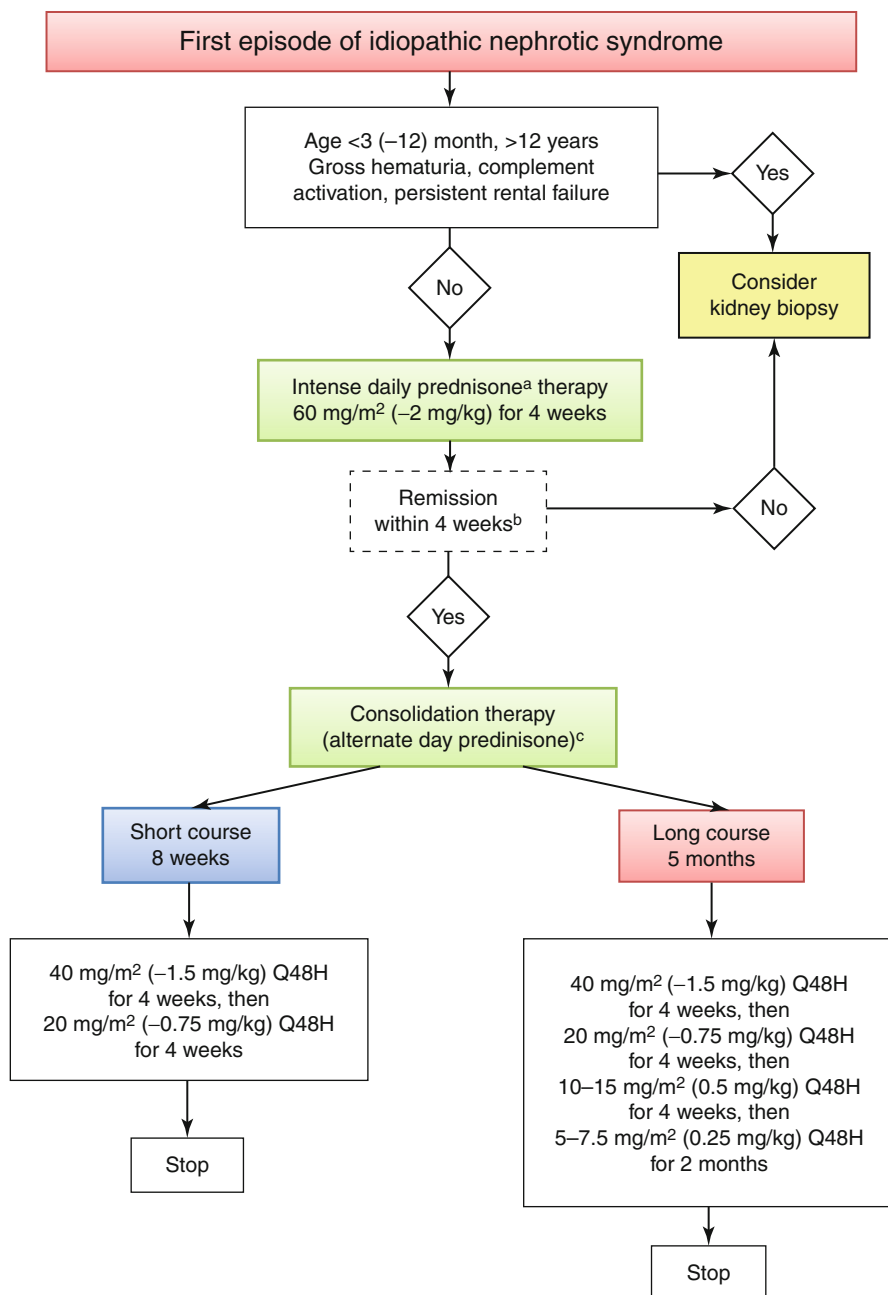 First episode of idiopathic nephrotic syndrome
Age <3 (–12) month, >12 years
Gross hematuria, complement
activation, persistent rental failure
Yes
No
Consider
kidney biopsy
Intense daily prednisoneᵃ therapy
60 mg/m² (–2 mg/kg) for 4 weeks
Remission
within 4 weeksᵇ
No
Yes
Consolidation therapy
(alternate day predinisone)ᶜ
Short course
8 weeks
Long course
5 months
40 mg/m² (–1.5 mg/kg) Q48H
for 4 weeks, then
20 mg/m² (–0.75 mg/kg) Q48H
for 4 weeks
40 mg/m² (–1.5 mg/kg) Q48H
for 4 weeks, then
20 mg/m² (–0.75 mg/kg) Q48H
for 4 weeks, then
10–15 mg/m² (0.5 mg/kg) Q48H
for 4 weeks, then
5–7.5 mg/m² (0.25 mg/kg) Q48H
for 2 months
Stop
Stop